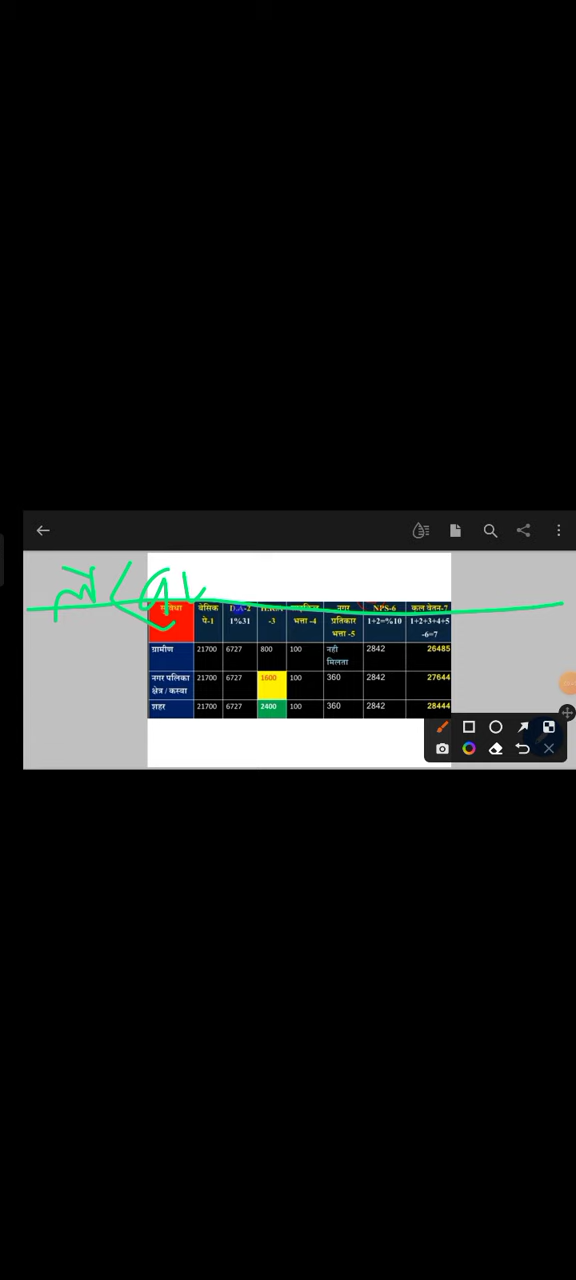 सुविधा बेसिक D.A-2 नगर NPS-6 कुल वेतन-7
पे-1 1%31 -3 भत्ता -4 प्रतिकार 1+2=%10 1+2+3+4+5
भत्ता -5 -6=7
ग्रामीण 21700 6727 800 100 नही 2842 26485
मिलता
नगर पलिका 21700 6727 1600 100 360 2842 27644
क्षेत्र / कस्वा
शहर 21700 6727 2400 100 360 2842 28444